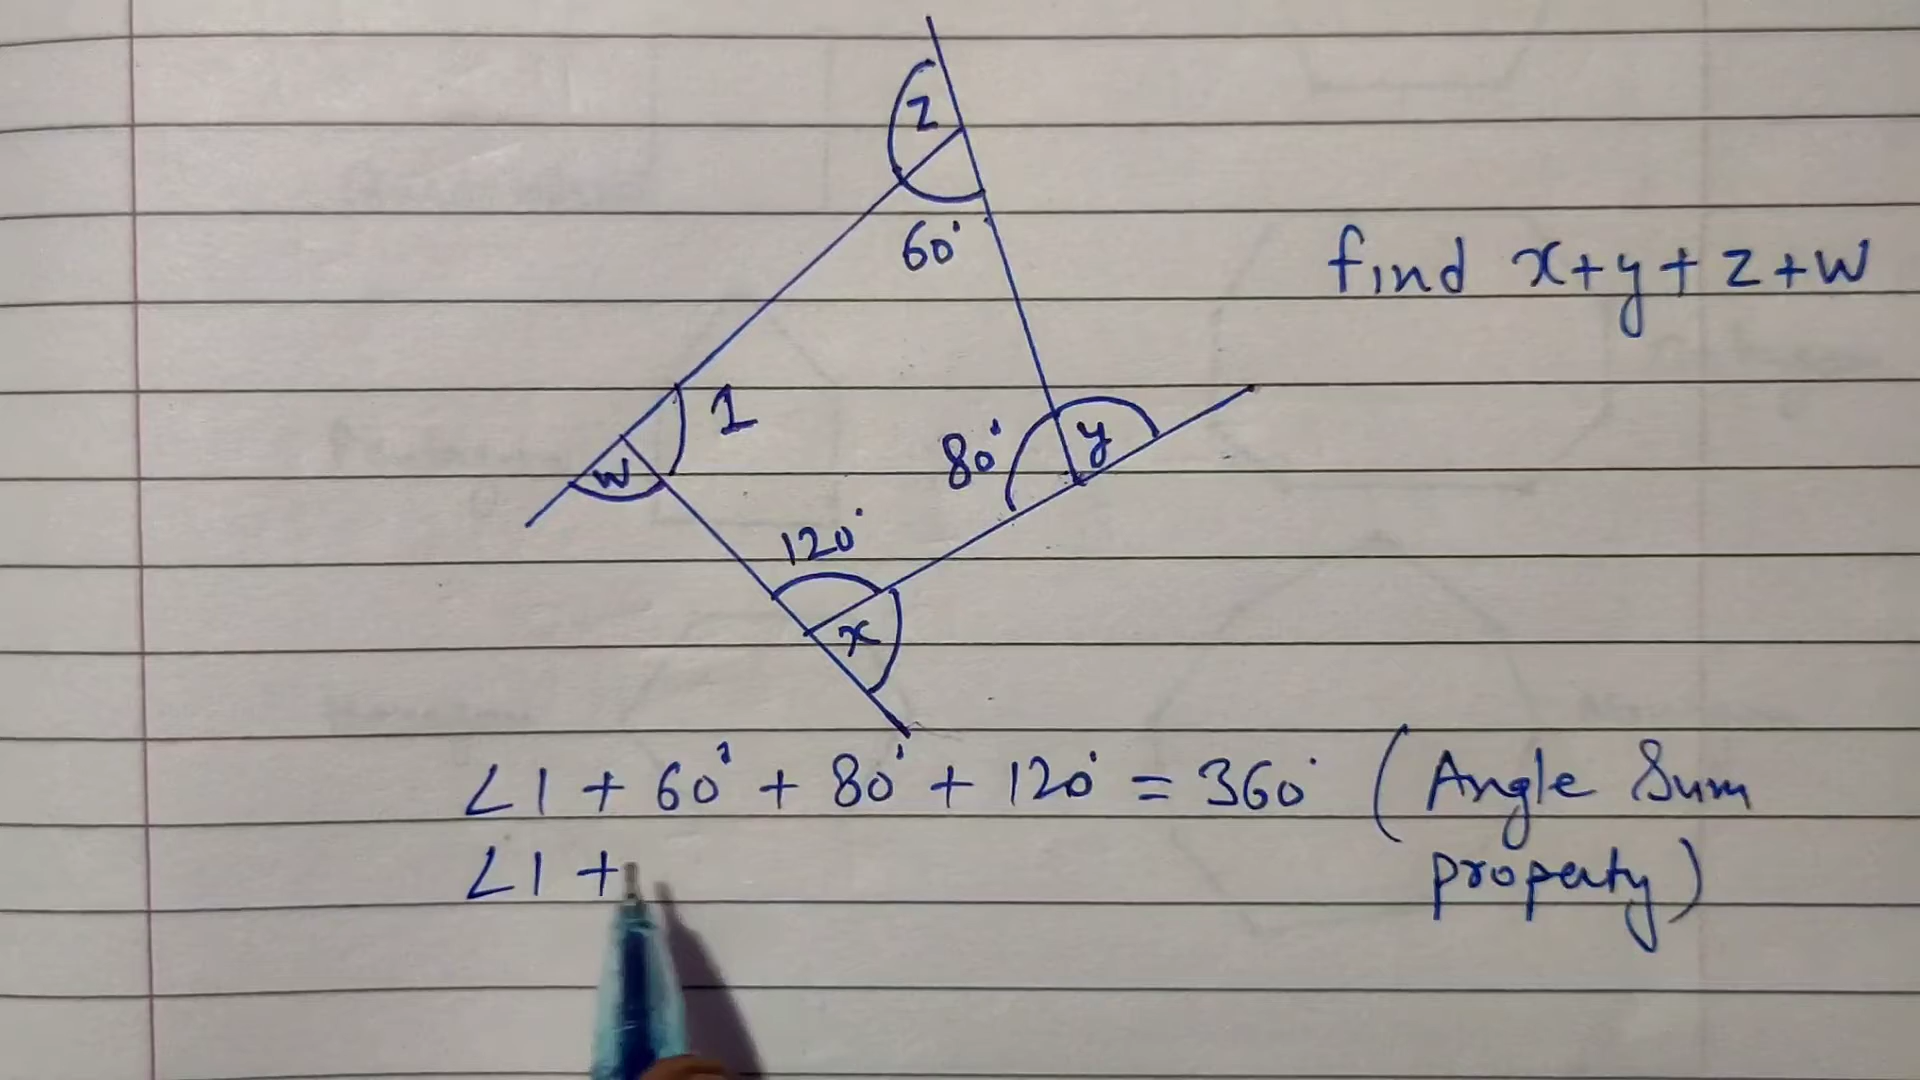 z
60°
find x+y+z+w
1
80°
y
w
120°
x
∠1 + 60° + 80° + 120° = 360° (Angle Sum
∠1 +
property)